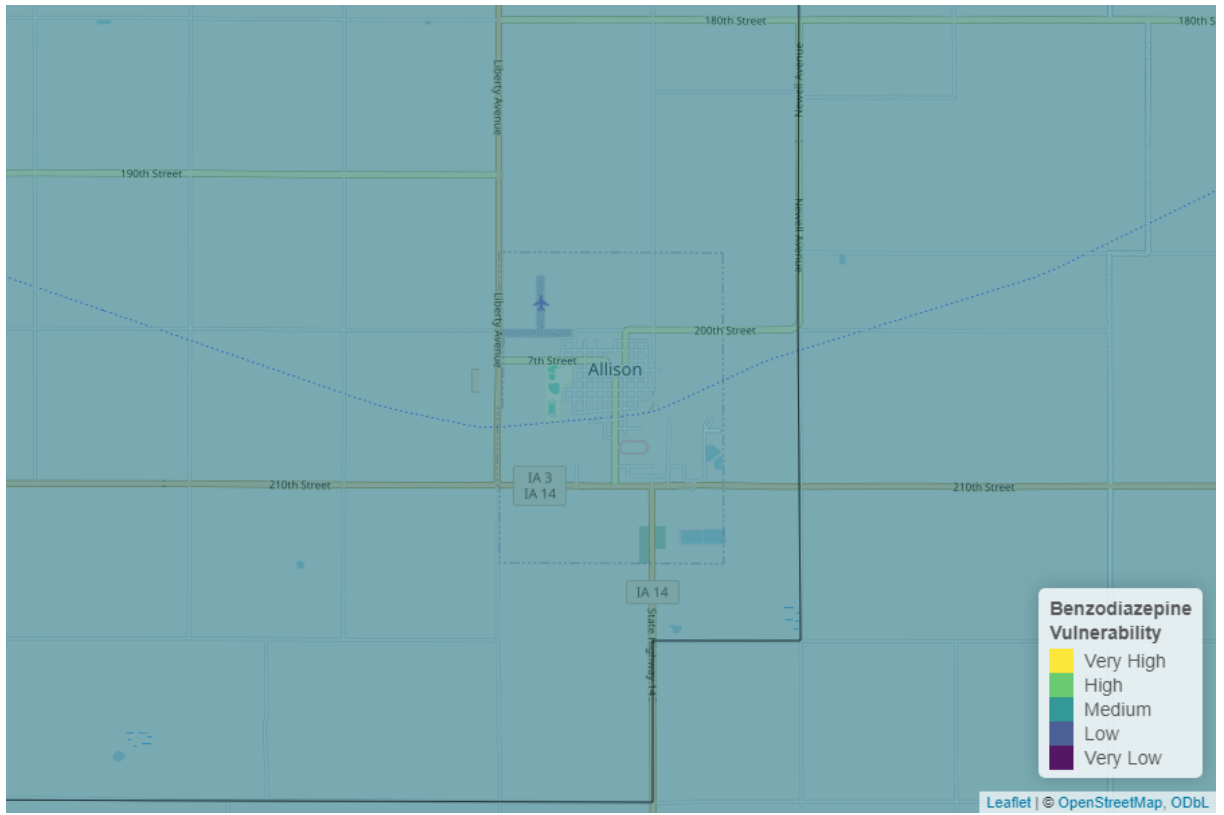 180th Street
180th S
Liberty Avenue
Newell Avenue
190th Street
Newell Avenue
Liberty Avenue
200th Street
7th Street
Allison
210th Street
IA 3
IA 14
210th Street
IA 14
State Highway 14
Benzodiazepine
Vulnerability
Very High
High
Medium
Low
Very Low
Leaflet | © OpenStreetMap, ODbL